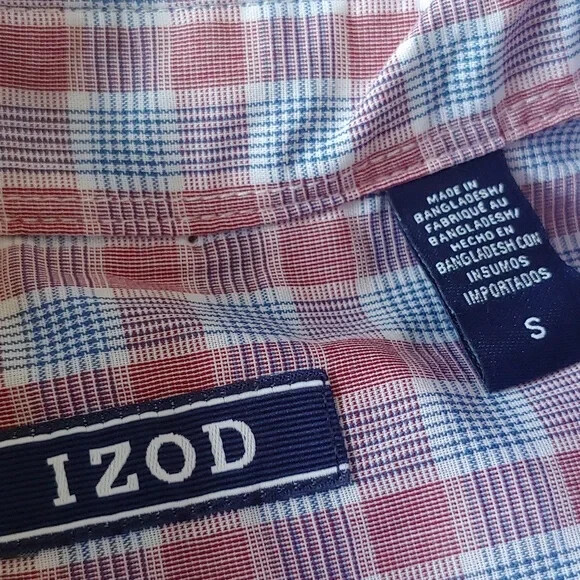 MADE IN
BANGLADESH/
FABRIQUÉ AU
BANGLADESH/
HECHO EN
BANGLADESH CON
INSUMOS
IMPORTADOS
S
IZOD